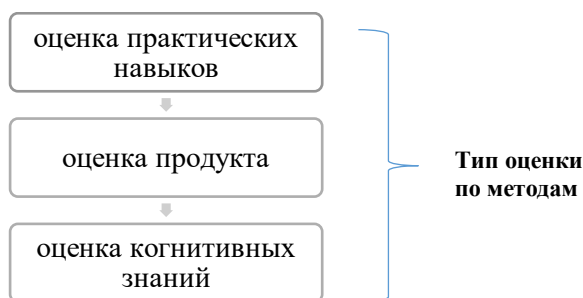 оценка практических
навыков
оценка продукта
оценка когнитивных
знаний
Тип оценки
по методам